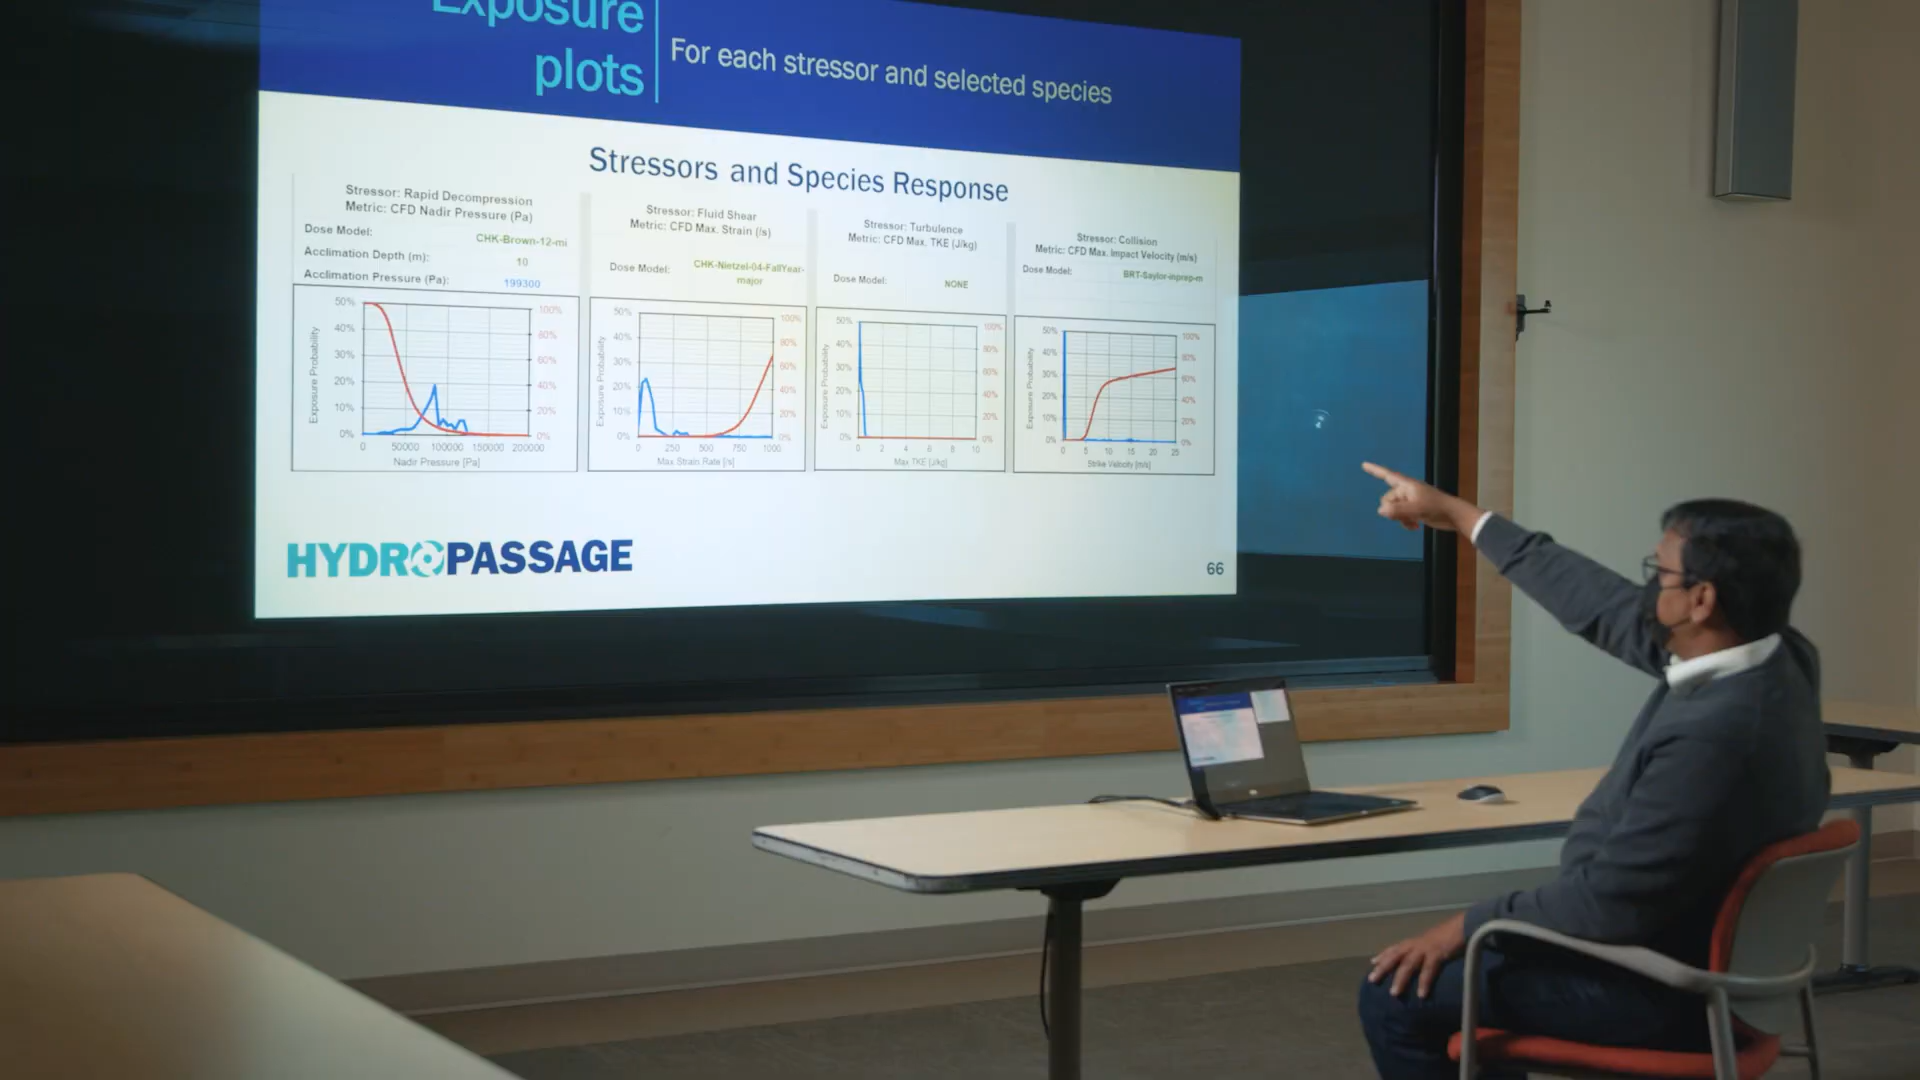 Exposure
plots
For each stressor and selected species
Stressors and Species Response
Stressor: Rapid Decompression
Metric: CFD Nadir Pressure (Pa)
Dose Model: CHK-Brown-12-mi
Acclimation Depth (m): 10
Acclimation Pressure (Pa): 199300
50%
40%
30%
20%
10%
0%
Exposure Probability
100%
80%
60%
40%
20%
0%
0 50000 100000 150000 200000
Nadir Pressure [Pa]
Stressor: Fluid Shear
Metric: CFD Max. Strain (/s)
Dose Model: CHK-Nietzel-04-FallYear-
major
50%
40%
30%
20%
10%
0%
Exposure Probability
100%
80%
60%
40%
20%
0%
0 250 500 750 1000
Max Strain Rate [/s]
Stressor: Turbulence
Metric: CFD Max. TKE (J/kg)
Dose Model: NONE
50%
40%
30%
20%
10%
0%
Exposure Probability
100%
80%
60%
40%
20%
0%
0 2 4 6 8 10
Max TKE [J/kg]
Stressor: Collision
Metric: CFD Max. Impact Velocity (m/s)
Dose Model: BRT-Saylor-inprep-m
50%
40%
30%
20%
10%
0%
Exposure Probability
100%
80%
60%
40%
20%
0%
0 5 10 15 20 25
Strike Velocity [m/s]
HYDROPASSAGE
66